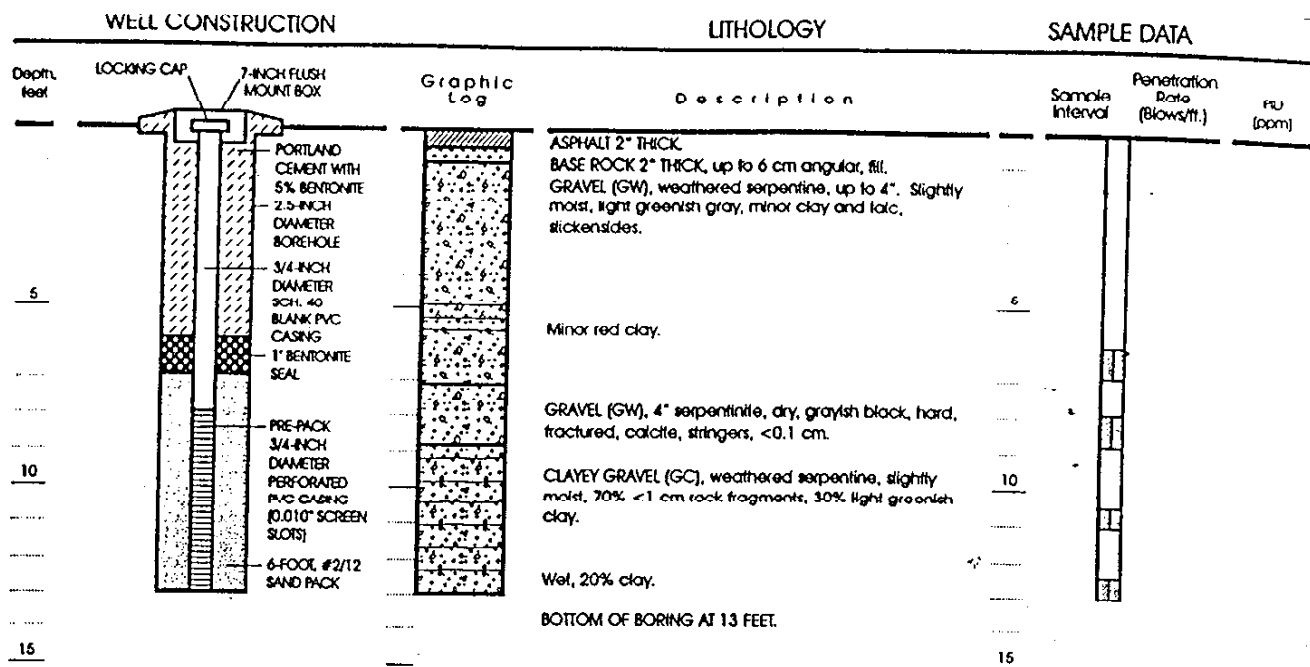 WELL CONSTRUCTION
LITHOLOGY
SAMPLE DATA
Depth,
feet
LOCKING CAP
7-INCH FLUSH
MOUNT BOX
Graphic
Log
Description
Sample
Interval
Penetration
Rate
(Blows/ft.)
PID
(ppm)
PORTLAND
CEMENT WITH
5% BENTONITE
2.5-INCH
DIAMETER
BOREHOLE
3/4-INCH
DIAMETER
SCH. 40
BLANK PVC
CASING
1' BENTONITE
SEAL
PRE-PACK
3/4-INCH
DIAMETER
PERFORATED
PVC CASING
(0.010" SCREEN
SLOTS)
6-FOOT, #2/12
SAND PACK
5
10
15
ASPHALT 2" THICK.
BASE ROCK 2" THICK, up to 6 cm angular, fill.
GRAVEL (GW), weathered serpentine, up to 4". Slightly
moist, light greenish gray, minor clay and talc,
slickensides.
Minor red clay.
GRAVEL (GW), 4" serpentinite, dry, grayish black, hard,
fractured, calcite, stringers, <0.1 cm.
CLAYEY GRAVEL (GC), weathered serpentine, slightly
moist, 70% <1 cm rock fragments, 30% light greenish
clay.
Wet, 20% clay.
BOTTOM OF BORING AT 13 FEET.
10
15